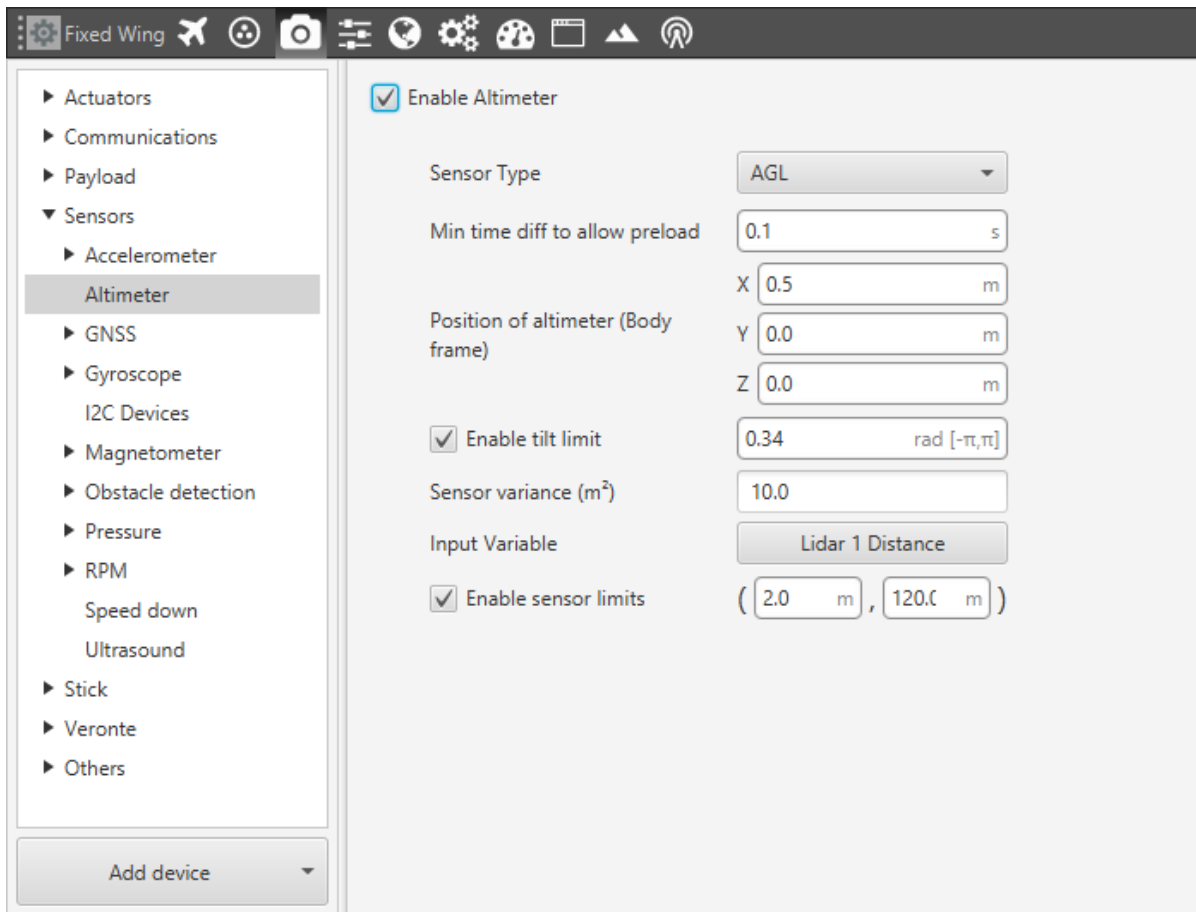 Fixed Wing
Actuators
Communications
Payload
Sensors
Accelerometer
Altimeter
GNSS
Gyroscope
I2C Devices
Magnetometer
Obstacle detection
Pressure
RPM
Speed down
Ultrasound
Stick
Veronte
Others
Add device
Enable Altimeter
Sensor Type AGL
Min time diff to allow preload 0.1 s
Position of altimeter (Body
frame)
X 0.5 m
Y 0.0 m
Z 0.0 m
Enable tilt limit 0.34 rad [-π,π]
Sensor variance (m²) 10.0
Input Variable Lidar 1 Distance
Enable sensor limits ( 2.0 m , 120.0 m )